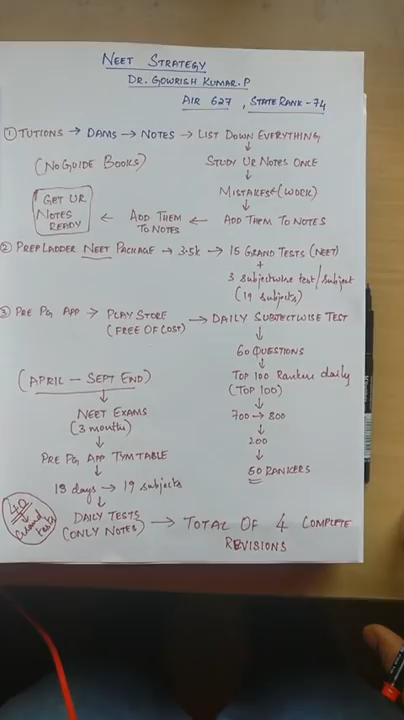 NEET STRATEGY
DR. GOWRISH KUMAR.P
AIR 627, STATE RANK-74
① TUTIONS → DAMS → NOTES → LIST DOWN EVERYTHING
↓
(NO GUIDE BOOKS) STUDY UR NOTES ONCE
↓
MISTAKES ← (WORK)
↓
GET UR NOTES READY ← ADD THEM TO NOTES ← ADD THEM TO NOTES
② PREPLADDER NEET PACKAGE → 3.5k → 15 GRAND TESTS (NEET)
+
3 subjectwise test/subject
(19 subjects)
③ PRE PG APP → PLAY STORE (FREE OF COST) → DAILY SUBJECTWISE TEST
↓
60 QUESTIONS
↓
TOP 100 Rankers daily
(TOP 100)
↓
700 → 800
↓
200
↓
50 RANKERS
(APRIL - SEPT END)
↓
NEET EXAMS
(3 months)
↓
PRE PG APP TYMTABLE
↓
19 days → 19 subjects
↓
DAILY TESTS
(ONLY NOTES) → TOTAL OF 4 COMPLETE
REVISIONS
40
↓
Grand
tests